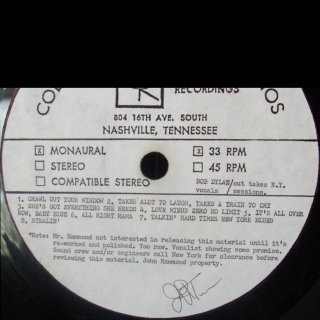 RECORDINGS
804 16TH AVE. SOUTH
NASHVILLE, TENNESSEE
x MONAURAL x 33 RPM
STEREO 45 RPM
COMPATIBLE STEREO BOB DYLAN/out takes N.Y.
vocals / sessions.
1. CRAWL OUT YOUR WINDOW 2. TAKES ALOT TO LAUGH, TAKES A TRAIN TO CRY
3. SHE'S GOT EVERYTHING SHE NEEDS 4. LOVE MINUS ZERO NO LIMIT 5. IT'S ALL OVER
NOW, BABY BLUE 6. ALL RIGHT MAMA 7. TALKIN' HARD TIMES NEW YORK BLUES
8. STALLIN'
*Note: Mr. Hammond not interested in releasing this material until it's
re-worked and polished. Too raw. Vocalist showing some promise.
Sound crew and/or engineers call New York for clearance before
reviewing this material. John Hammond property.